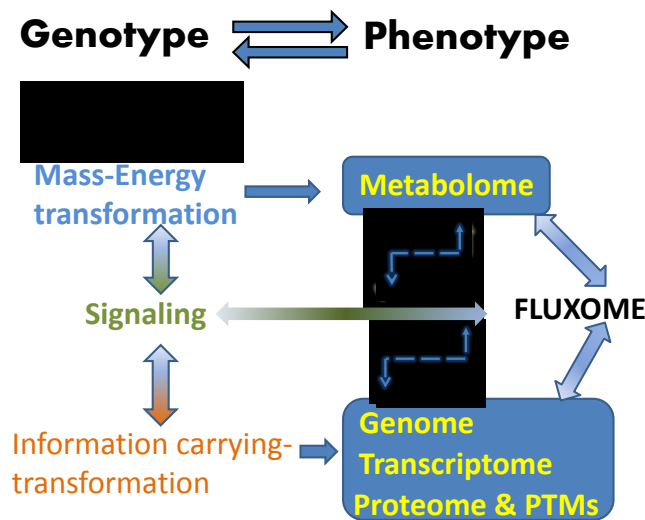 Genotype
Phenotype
Mass-Energy
transformation
Metabolome
Signaling
FLUXOME
Information carrying-
transformation
Genome
Transcriptome
Proteome & PTMs